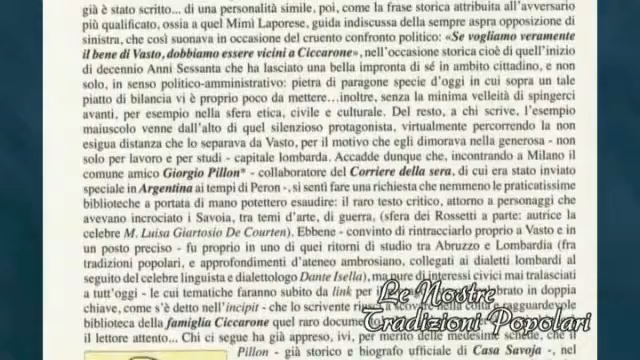 già è stato scritto... di una personalità simile, poi, come la frase storica attribuita all'avversario
più qualificato, ossia a quel Mimì Laporese, guida indiscussa della sempre aspra opposizione di
sinistra, che così suonava in occasione del cruento confronto politico: «Se vogliamo veramente
il bene di Vasto, dobbiamo essere vicini a Ciccarone», nell'occasione storica cioè di quell'inizio
di decennio Anni Sessanta che ha lasciato una bella impronta di sé in ambito cittadino, e non
solo, in senso politico-amministrativo: pietra di paragone specie d'oggi in cui sopra un tale
piatto di bilancia vi è proprio poco da mettere...inoltre, senza la minima velleità di spingerci
avanti, per esempio nella sfera etica, civile e culturale. Del resto, a chi scrive, l'esempio
maiuscolo venne dall'alto di quel silenzioso protagonista, virtualmente percorrendo la non
esigua distanza che lo separava da Vasto, per il motivo che egli dimorava nella generosa - non
solo per lavoro e per studi - capitale lombarda. Accadde dunque che, incontrando a Milano il
comune amico Giorgio Pillon* - collaboratore del Corriere della sera, di cui era stato inviato
speciale in Argentina ai tempi di Peron -, si sentì fare una richiesta che nemmeno le praticatissime
biblioteche a portata di mano potettero esaudire: il raro testo critico, attorno a personaggi che
avevano incrociato i Savoia, tra temi d'arte, di guerra, (sfera dei Rossetti a parte: autrice la
celebre M. Luisa Giartosio De Courten). Ebbene - convinto di rintracciarlo proprio a Vasto e in
un posto preciso - fu proprio in uno di quei ritorni di studio tra Abruzzo e Lombardia (fra
tradizioni popolari, e approfondimenti d'ateneo ambrosiano, collegati ai dialetti lombardi al
seguito del celebre linguista e dialettologo Dante Isella), ma pure di interessi civici mai tralasciati
a tutt'oggi - le cui tematiche faranno subito da link per il brato in doppia
chiave, come s'è detto nell'incipit - che lo scrivente riuscì a scovare nella colta e ragguardevole
biblioteca della famiglia Ciccarone quel raro docum
il lettore attento... Chi ci segue ha già appreso, ivi, per merito delle medesime schede, che il
Pillon - già storico e biografo ufficiale di Casa Savoja -, nel
Le Nostre
Tradizioni Popolari